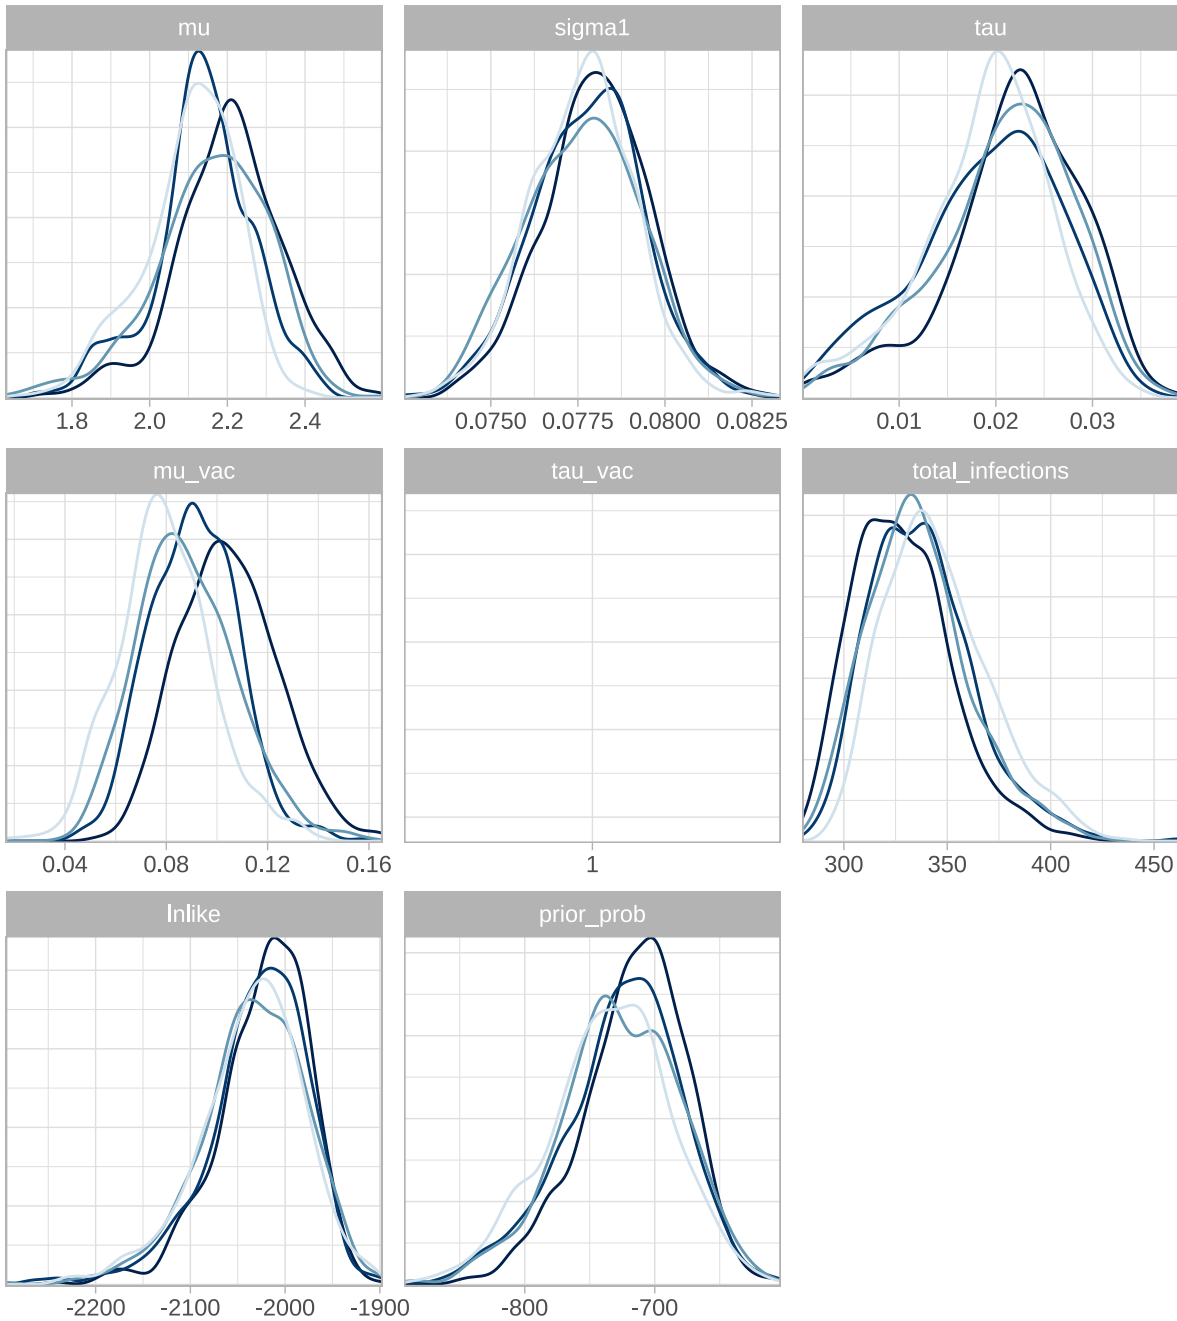 mu
sigma1
tau
1.8 2.0 2.2 2.4
0.0750 0.0775 0.0800 0.0825
0.01 0.02 0.03
mu_vac
tau_vac
total_infections
0.04 0.08 0.12 0.16
1
300 350 400 450
lnlike
prior_prob
-2200 -2100 -2000 -1900
-800 -700